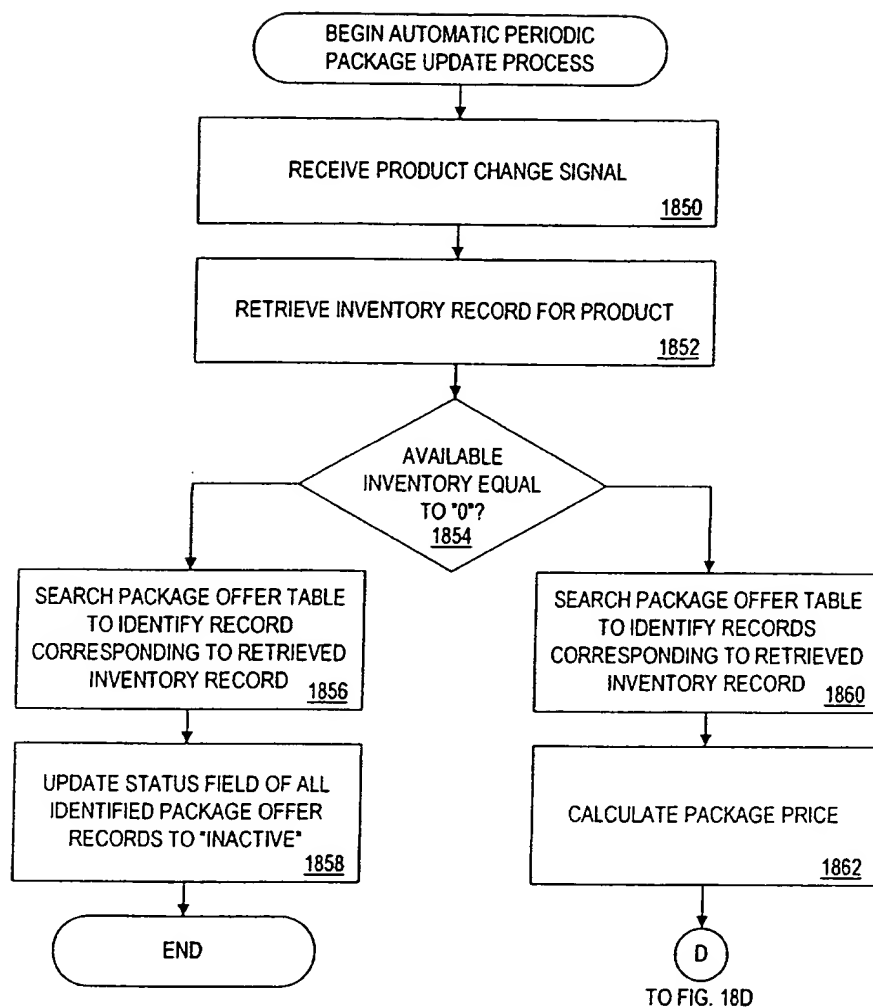 BEGIN AUTOMATIC PERIODIC
PACKAGE UPDATE PROCESS
RECEIVE PRODUCT CHANGE SIGNAL
1850
RETRIEVE INVENTORY RECORD FOR PRODUCT
1852
AVAILABLE
INVENTORY EQUAL
TO "0"?
1854
SEARCH PACKAGE OFFER TABLE
TO IDENTIFY RECORD
CORRESPONDING TO RETRIEVED
INVENTORY RECORD
1856
UPDATE STATUS FIELD OF ALL
IDENTIFIED PACKAGE OFFER
RECORDS TO "INACTIVE"
1858
END
SEARCH PACKAGE OFFER TABLE
TO IDENTIFY RECORDS
CORRESPONDING TO RETRIEVED
INVENTORY RECORD
1860
CALCULATE PACKAGE PRICE
1862
D
TO FIG. 18D